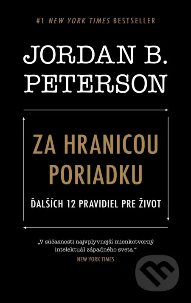 #1 NEW YORK TIMES BESTSELLER
JORDAN B.
PETERSON
ZA HRANICOU
PORIADKU
ĎALŠÍCH 12 PRAVIDIEL PRE ŽIVOT
„V súčasnosti najvplyvnejší mienkotvorný
intelektuál západného sveta.“
NEW YORK TIMES
Martinus